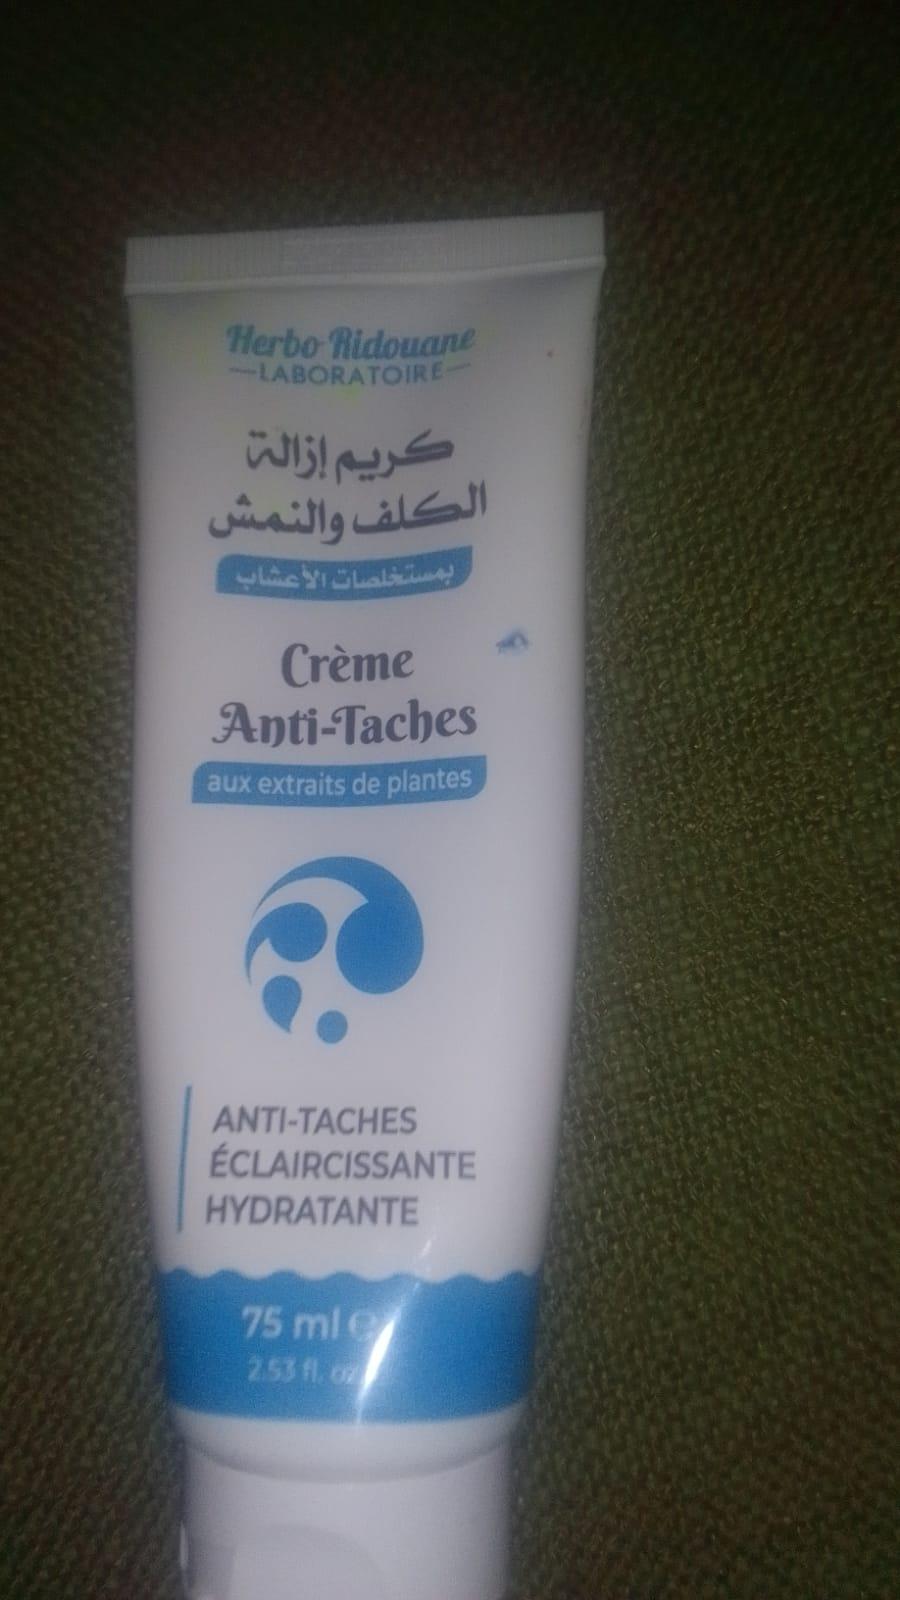 Herbo Ridouane
LABORATOIRE
كريم إزالة
الكلف والنمش
بمستخلصات الأعشاب
Crème
Anti-Taches
aux extraits de plantes
ANTI-TACHES
ÉCLAIRCISSANTE
HYDRATANTE
75 ml e
2.53 fl. oz